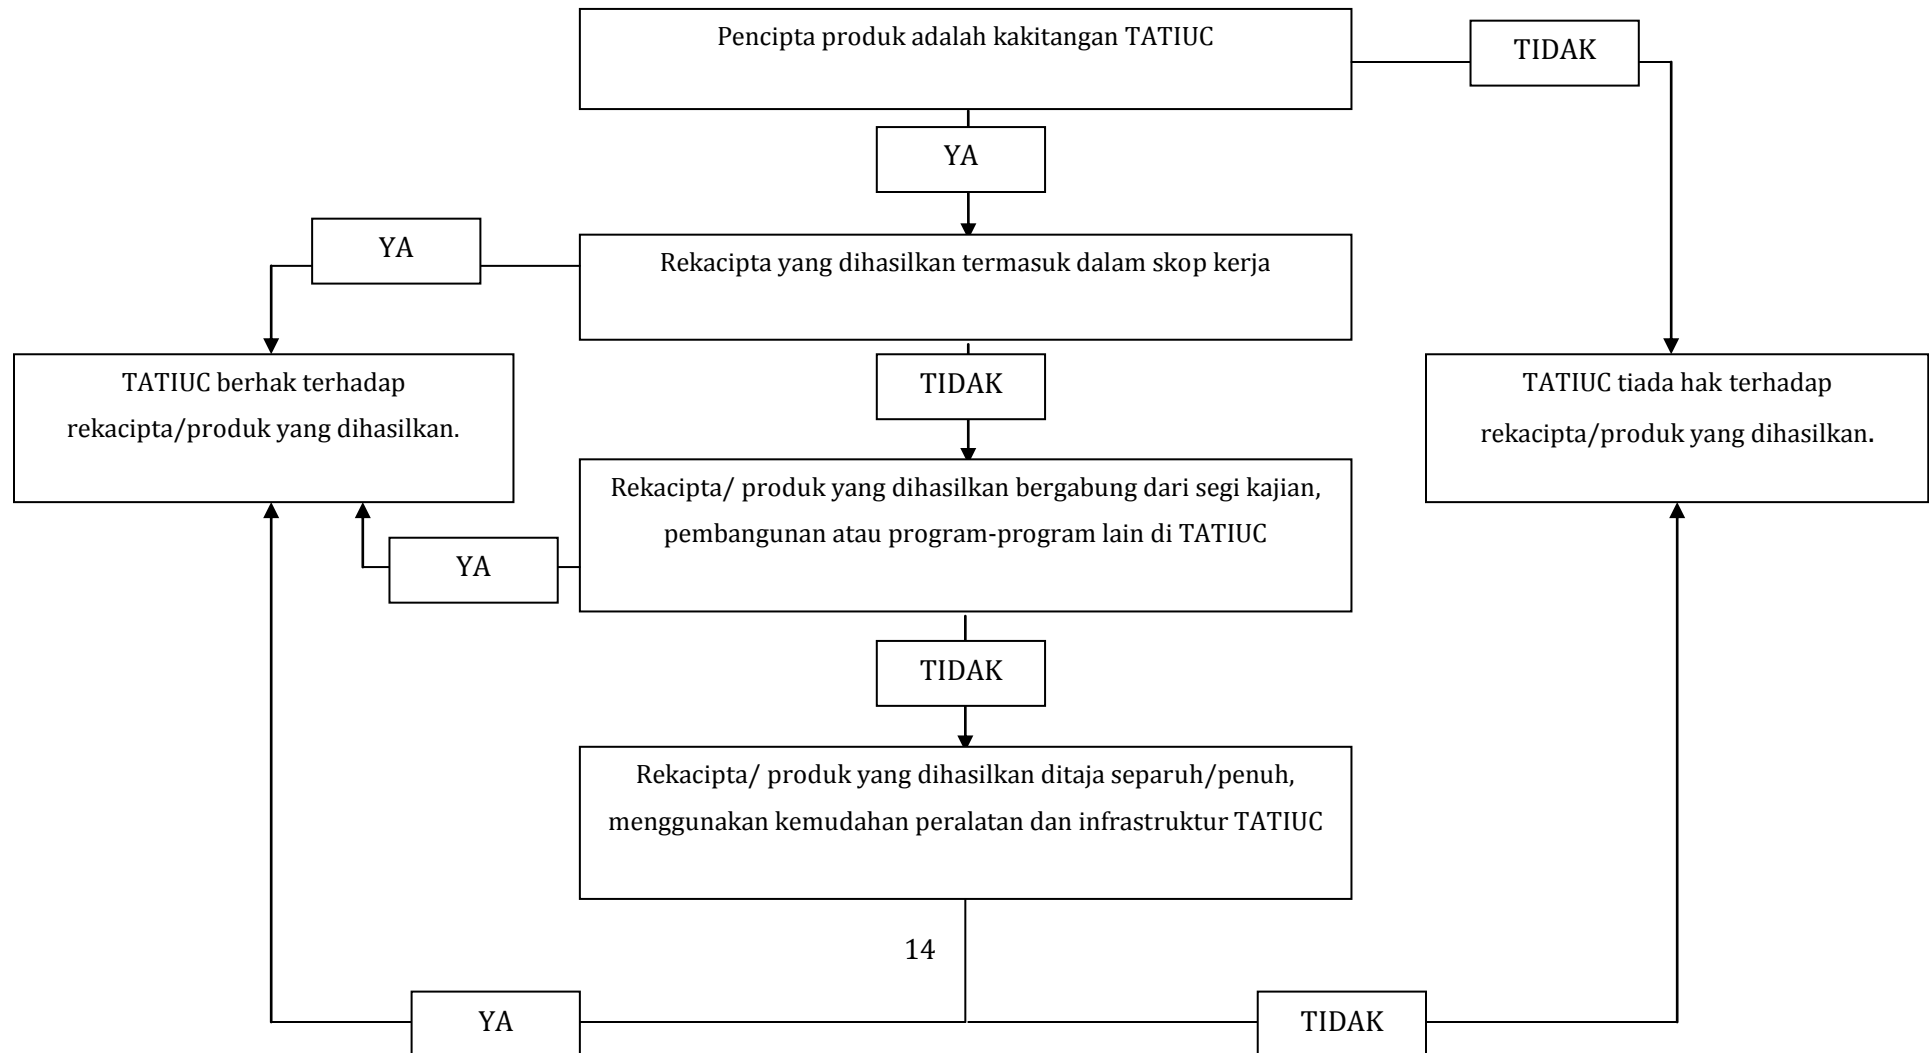 Pencipta produk adalah kakitangan TATIUC
TIDAK
YA
YA
Rekacipta yang dihasilkan termasuk dalam skop kerja
TATIUC berhak terhadap
rekacipta/produk yang dihasilkan.
TIDAK
TATIUC tiada hak terhadap
rekacipta/produk yang dihasilkan.
Rekacipta/ produk yang dihasilkan bergabung dari segi kajian,
pembangunan atau program-program lain di TATIUC
YA
TIDAK
Rekacipta/ produk yang dihasilkan ditaja separuh/penuh,
menggunakan kemudahan peralatan dan infrastruktur TATIUC
14
YA
TIDAK